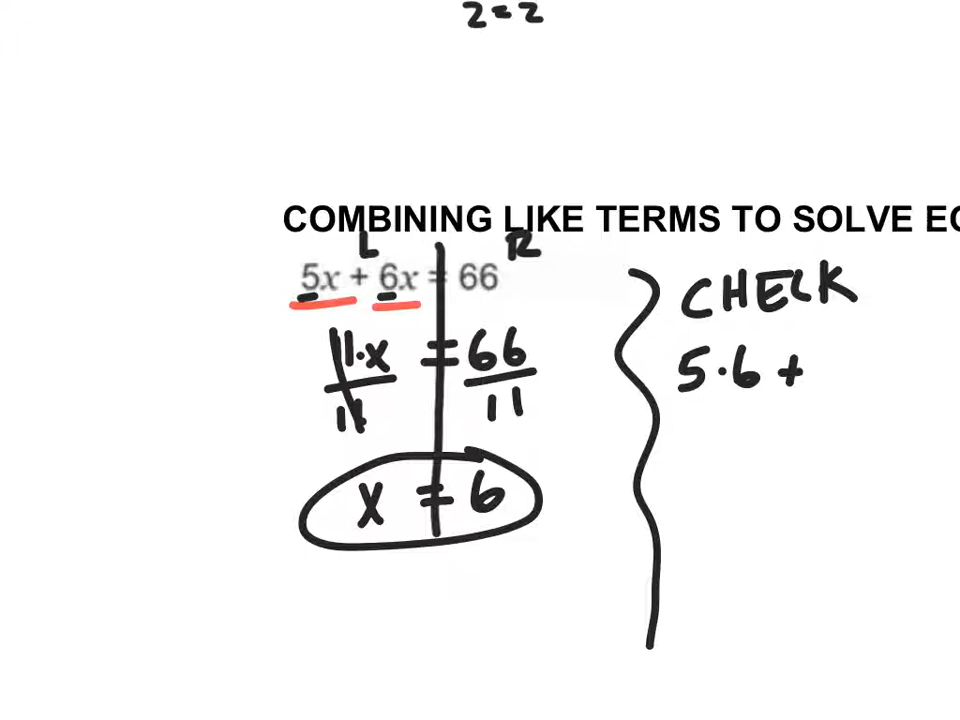 2=2
COMBINING LIKE TERMS TO SOLVE EQ
L R
5x + 6x = 66
11·x = 66
11 11
x = 6
CHECK
5·6 +